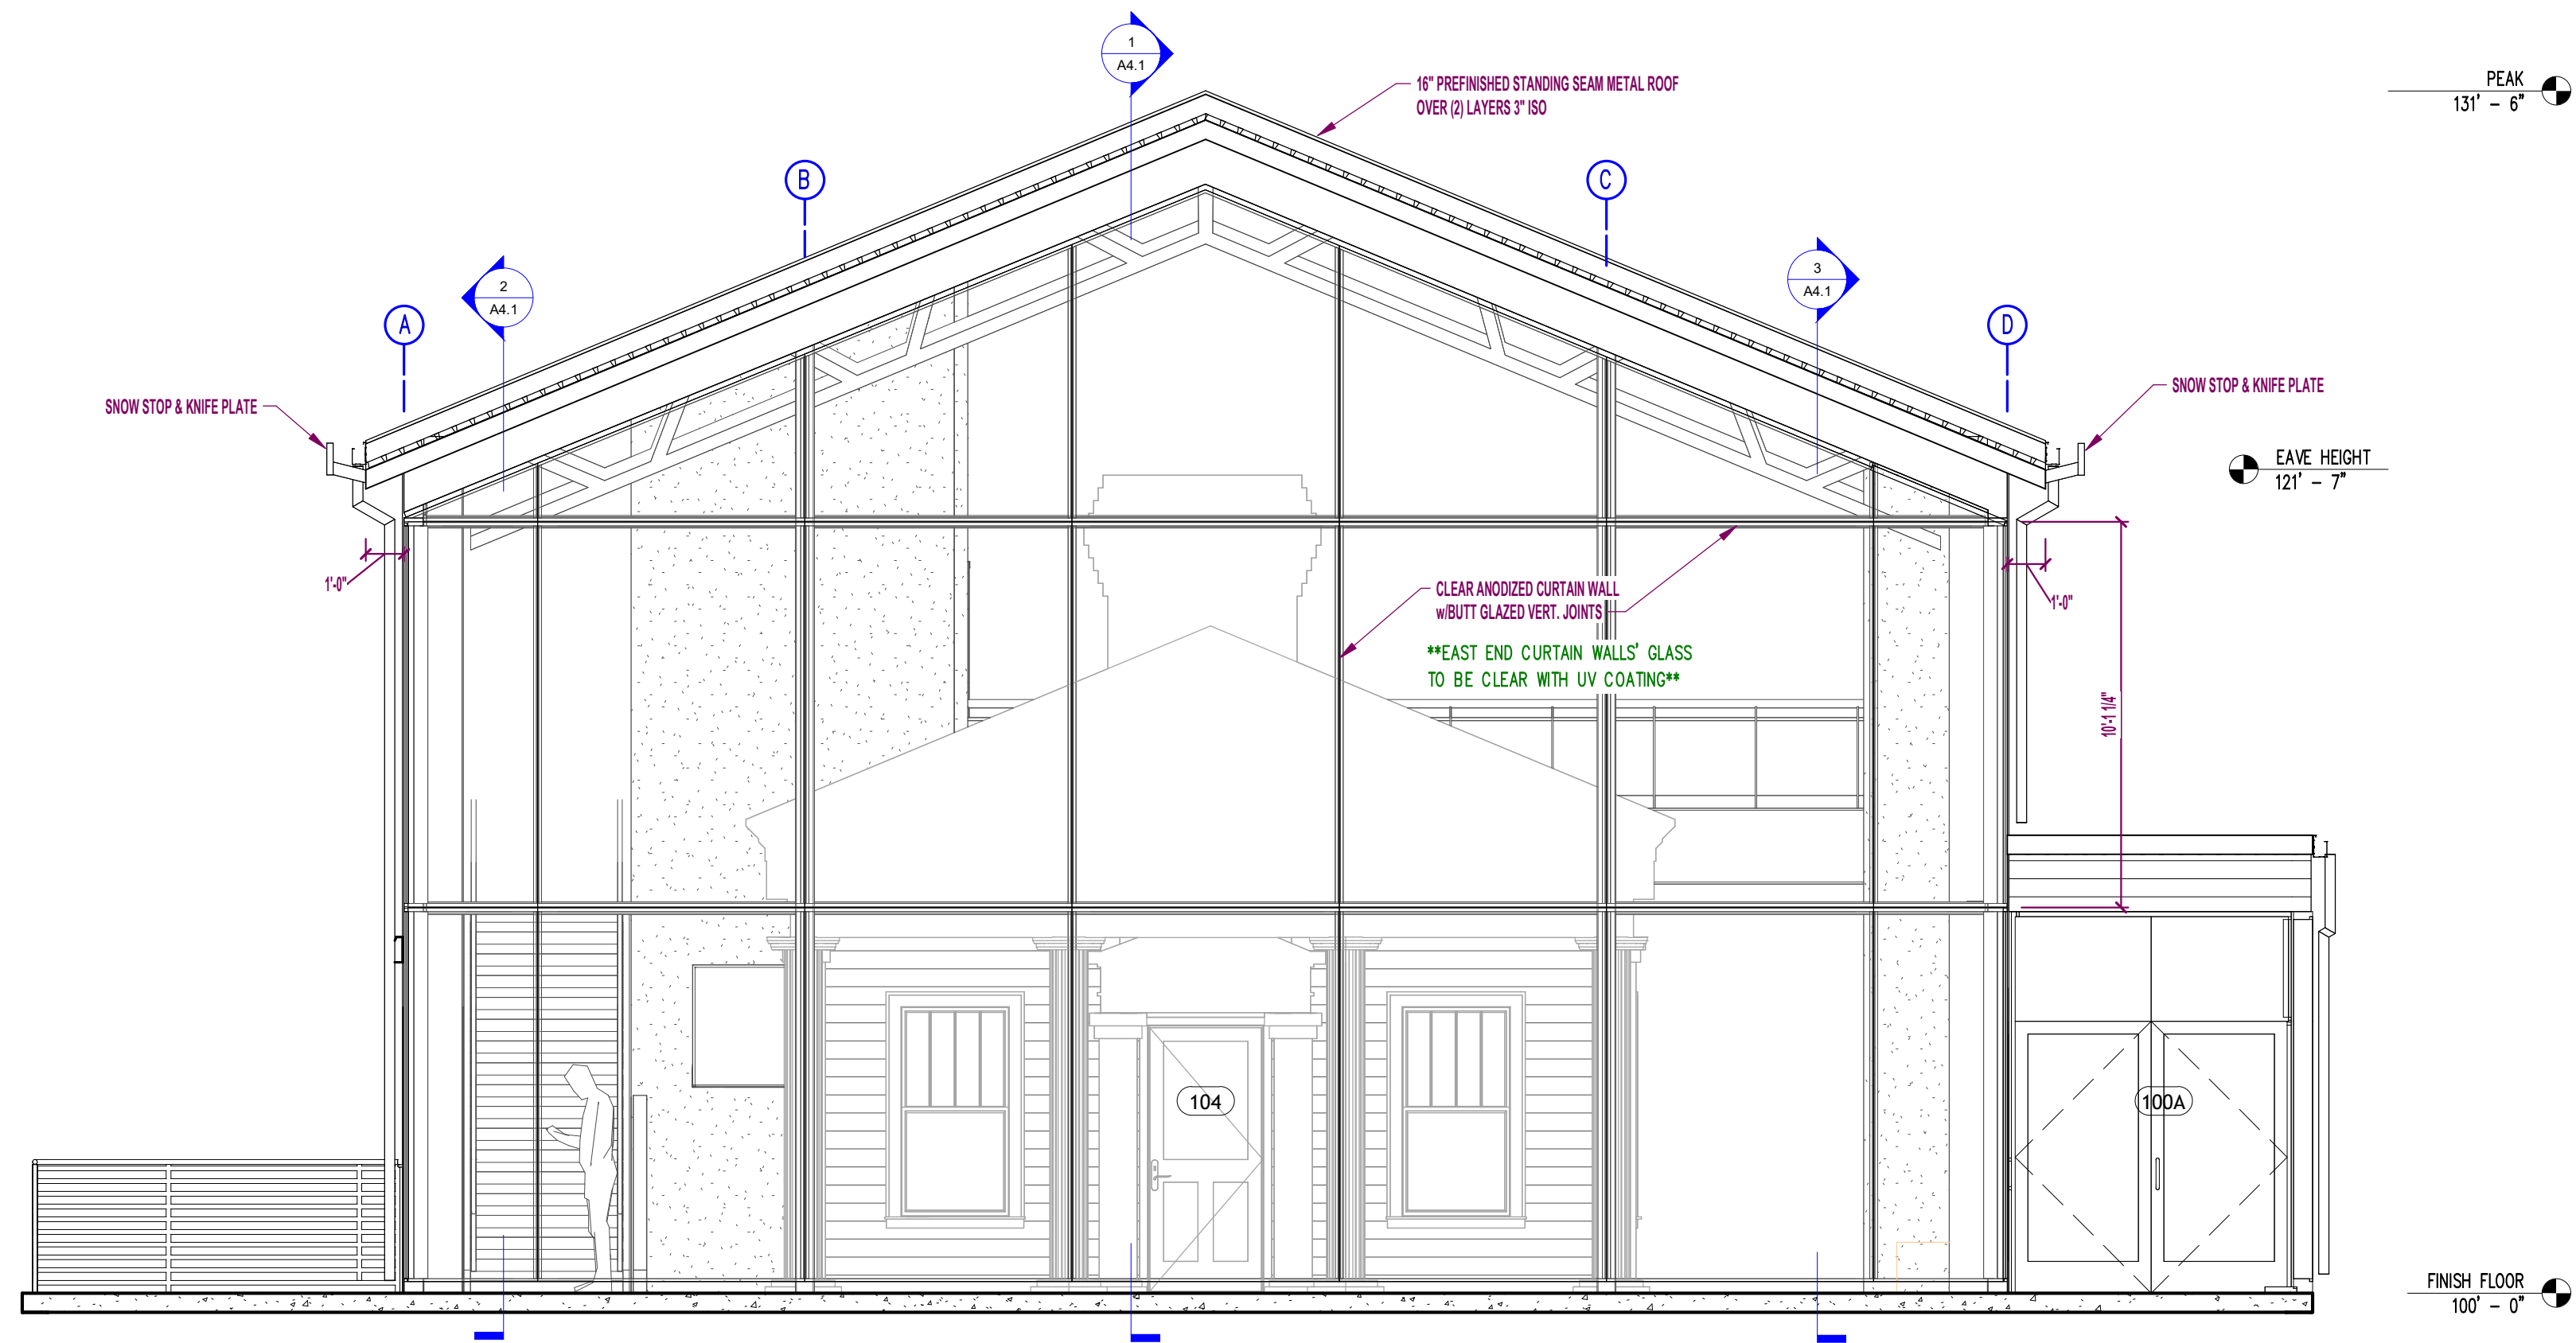 1
A4.1
16" PREFINISHED STANDING SEAM METAL ROOF
OVER (2) LAYERS 3" ISO
PEAK
131' - 6"
B
C
2
A4.1
3
A4.1
A
D
SNOW STOP & KNIFE PLATE
SNOW STOP & KNIFE PLATE
EAVE HEIGHT
121' - 7"
1'-0"
CLEAR ANODIZED CURTAIN WALL
w/BUTT GLAZED VERT. JOINTS
1'-0"
**EAST END CURTAIN WALLS' GLASS
TO BE CLEAR WITH UV COATING**
10'-1 1/4"
104
100A
FINISH FLOOR
100' - 0"